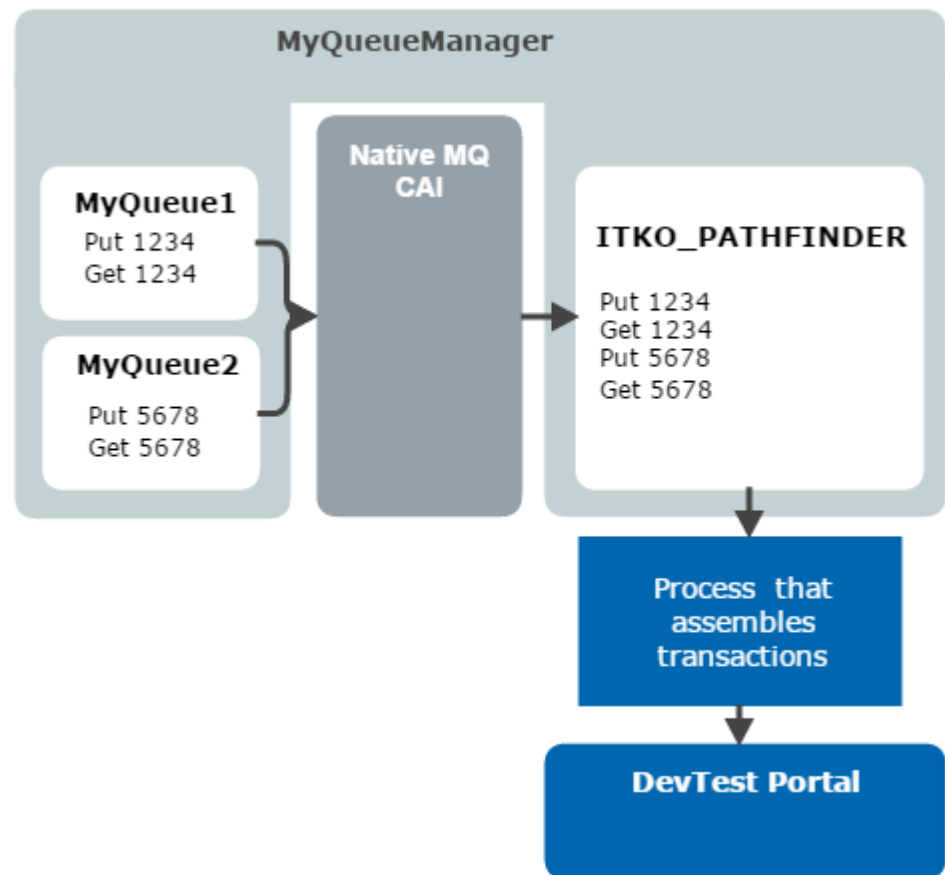 MyQueueManager
MyQueue1
Put 1234
Get 1234
MyQueue2
Put 5678
Get 5678
Native MQ
CAI
ITKO_PATHFINDER
Put 1234
Get 1234
Put 5678
Get 5678
Process that
assembles
transactions
DevTest Portal